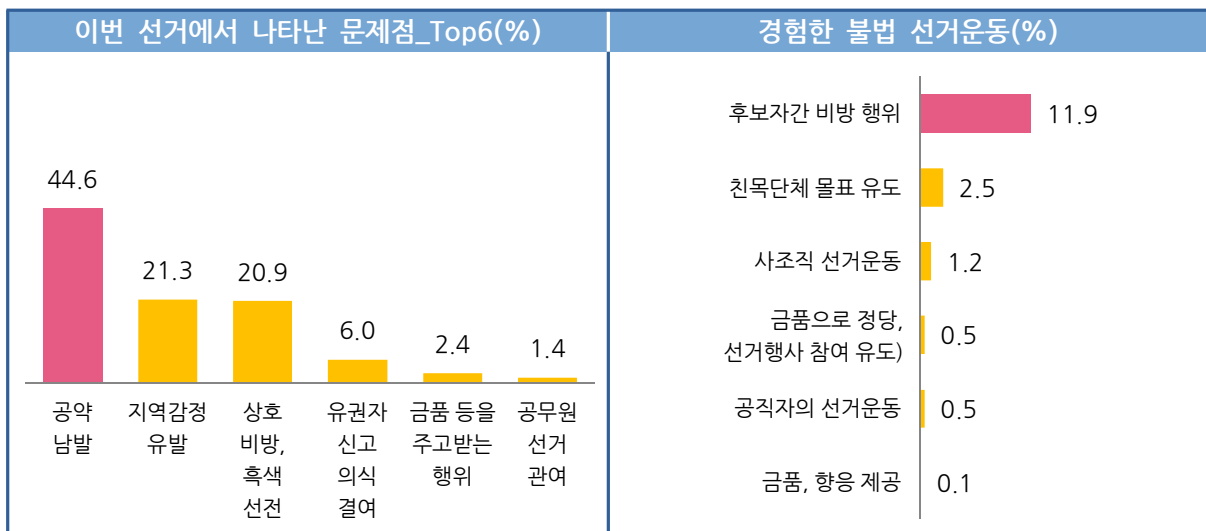 이번 선거에서 나타난 문제점_Top6(%)
44.6
21.3
20.9
6.0
2.4
1.4
공약
남발
지역감정
유발
상호
비방,
흑색
선전
유권자
신고
의식
결여
금품 등을
주고받는
행위
공무원
선거
관여
경험한 불법 선거운동(%)
후보자간 비방 행위
11.9
친목단체 몰표 유도
2.5
사조직 선거운동
1.2
금품으로 정당,
선거행사 참여 유도)
0.5
공직자의 선거운동
0.5
금품, 향응 제공
0.1